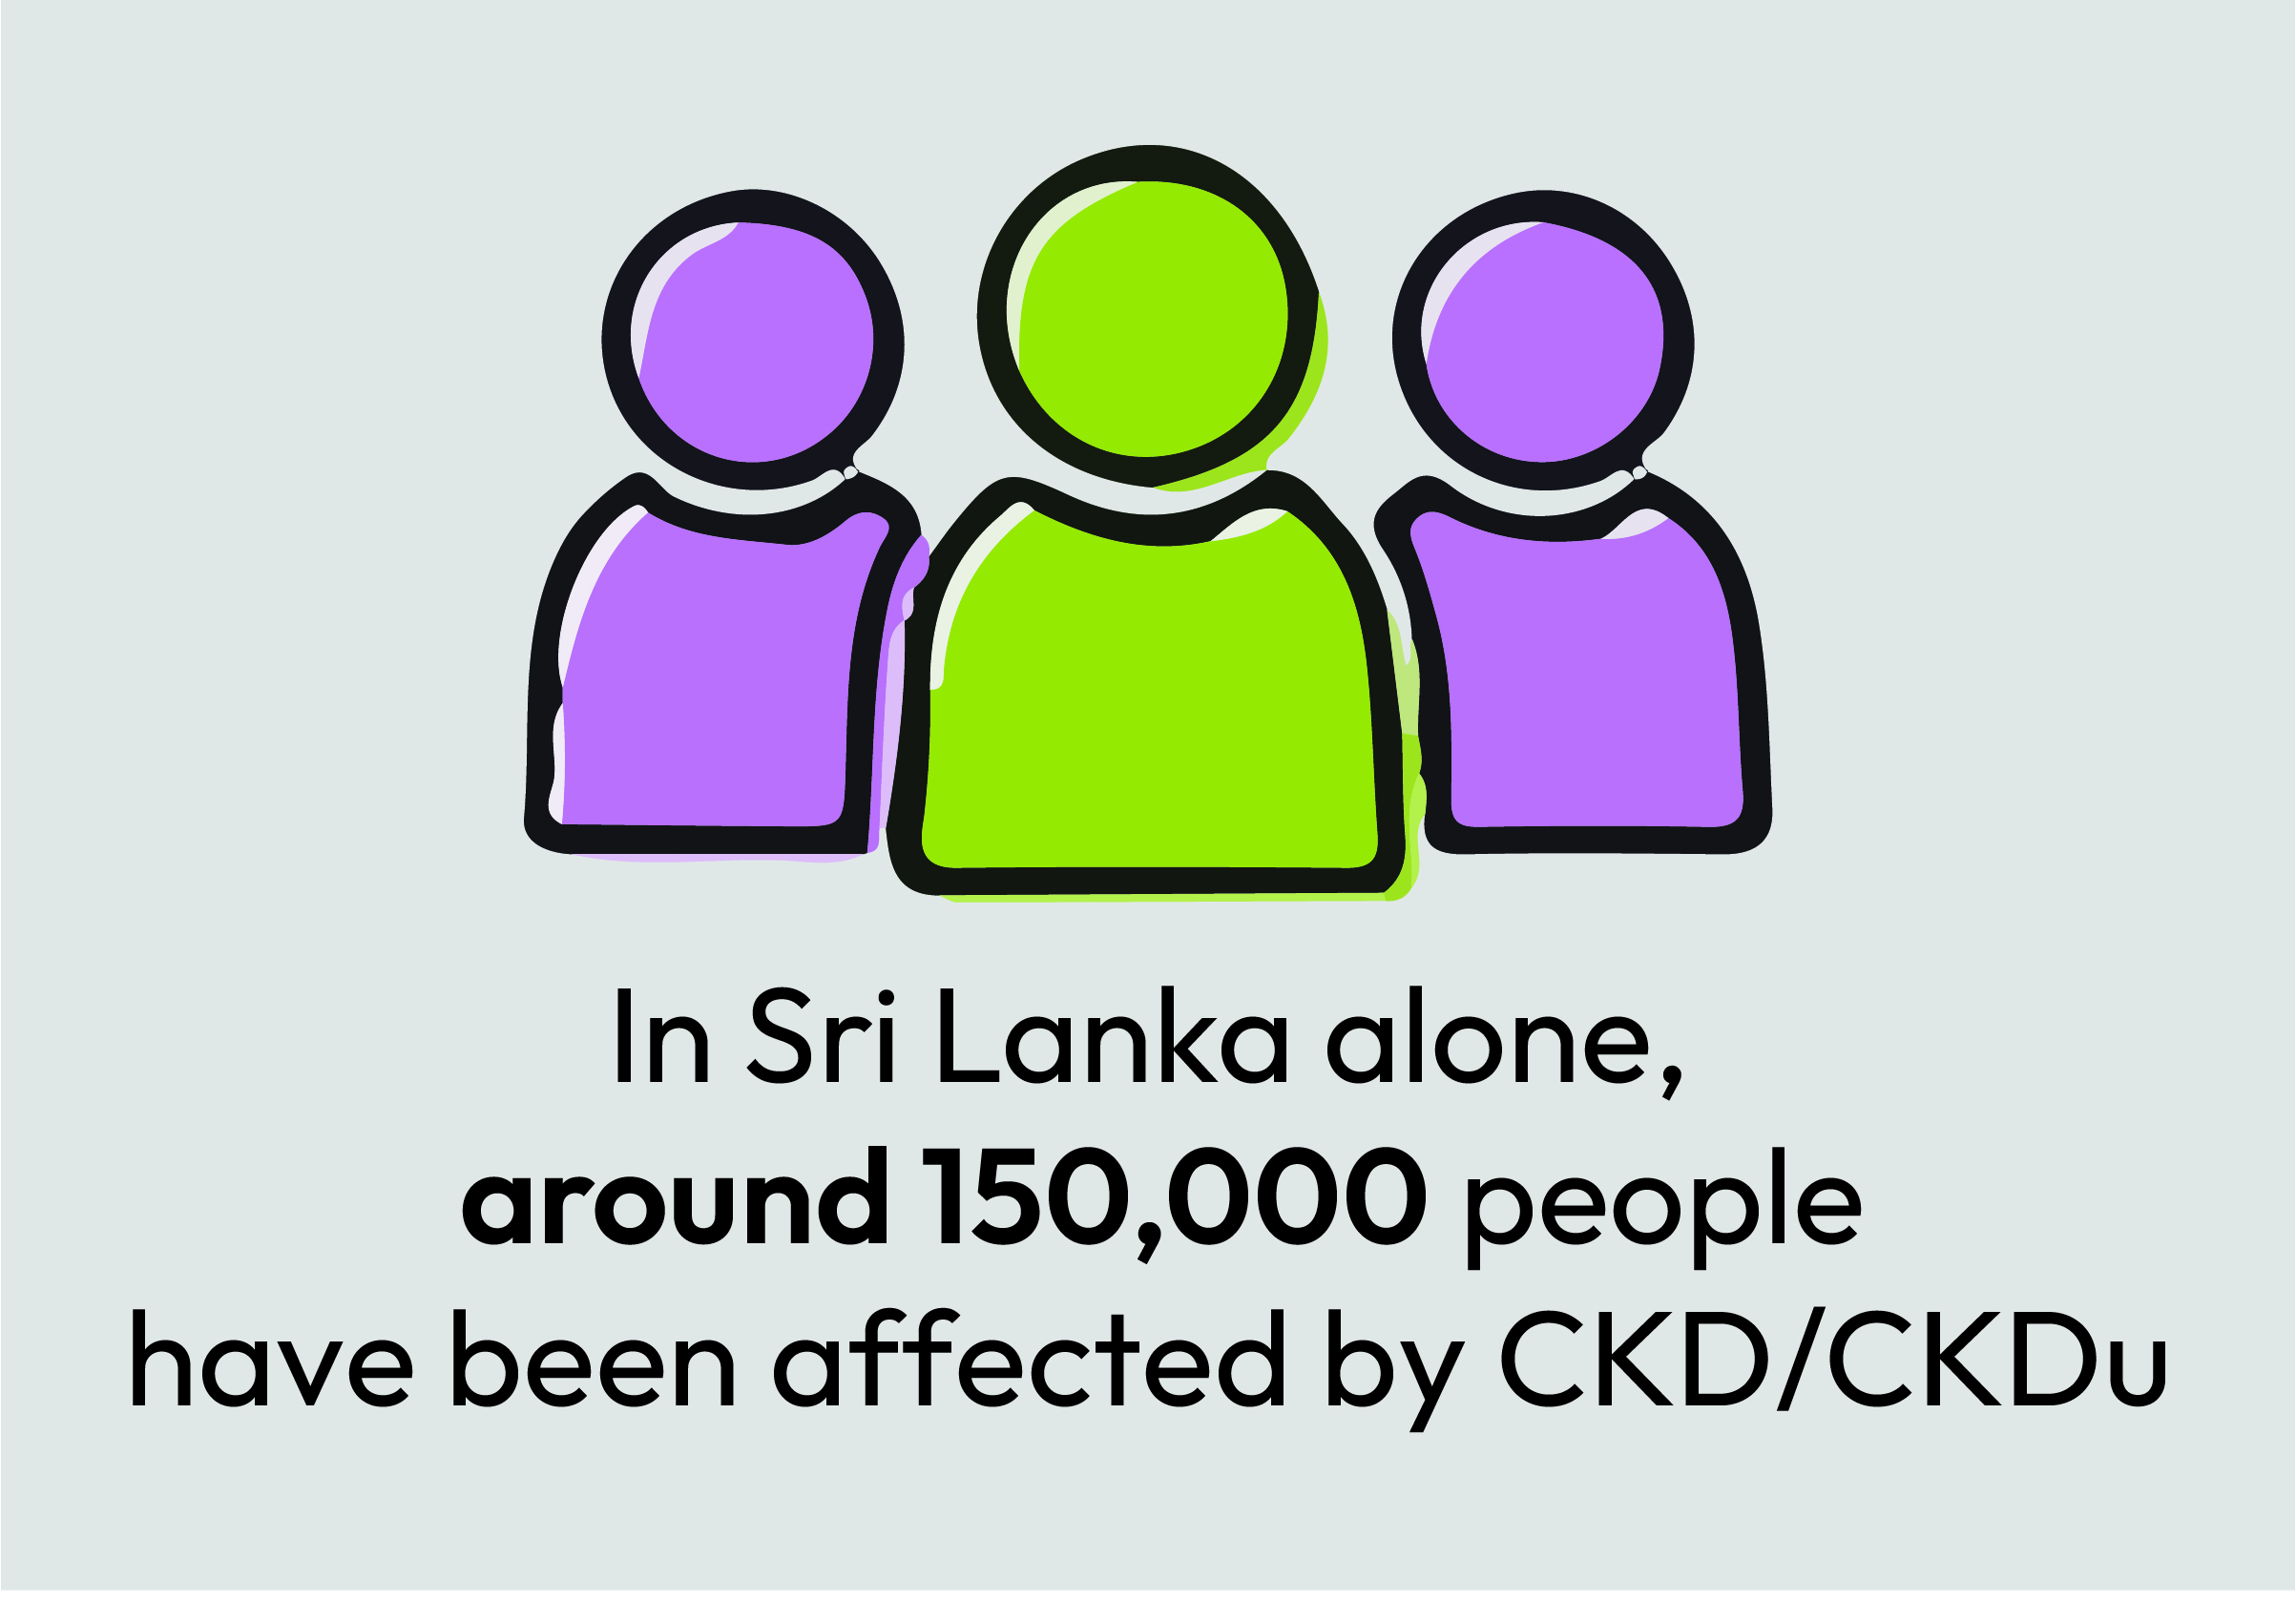 In Sri Lanka alone,
around 150,000 people
have been affected by CKD/CKDu